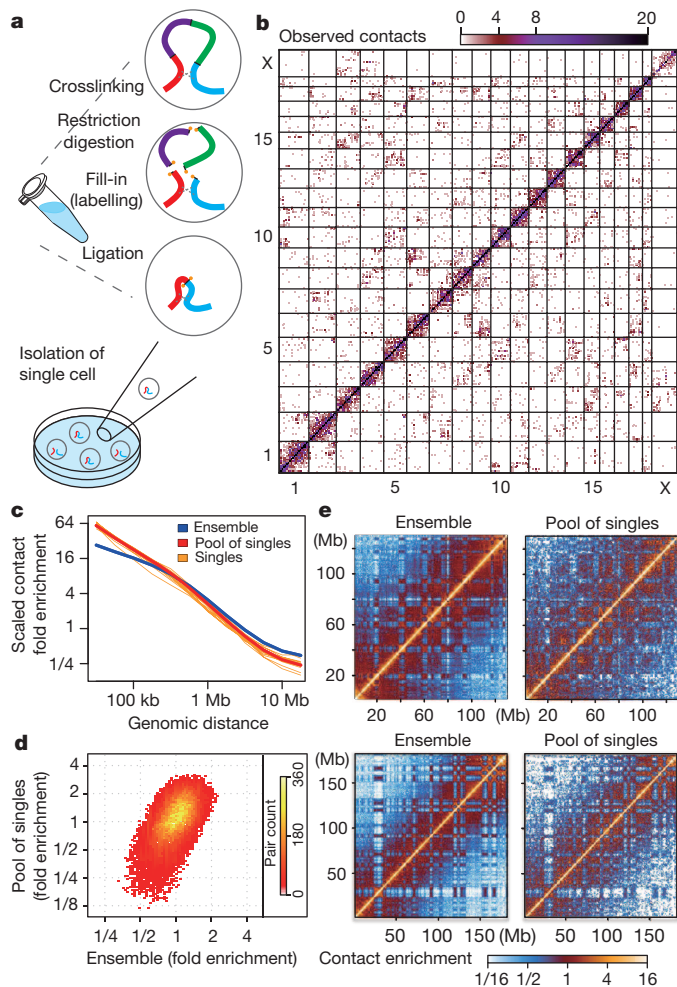 a
Crosslinking
Restriction
digestion
Fill-in
(labelling)
Ligation
Isolation of
single cell
b
Observed contacts
0 4 8 20
X
15
10
5
1
1 5 10 15 X
c
Scaled contact
fold enrichment
64
16
4
1
1/4
Ensemble
Pool of singles
Singles
100 kb 1 Mb 10 Mb
Genomic distance
d
Pool of singles
(fold enrichment)
4
2
1
1/2
1/4
1/8
1/4 1/2 1 2 4
Ensemble (fold enrichment)
Pair count
0 180 360
e
Ensemble Pool of singles
(Mb)
100
60
20
20 60 100 (Mb) 20 60 100
Ensemble Pool of singles
(Mb)
150
100
50
50 100 150 (Mb) 50 100 150
Contact enrichment
1/16 1/2 1 4 16